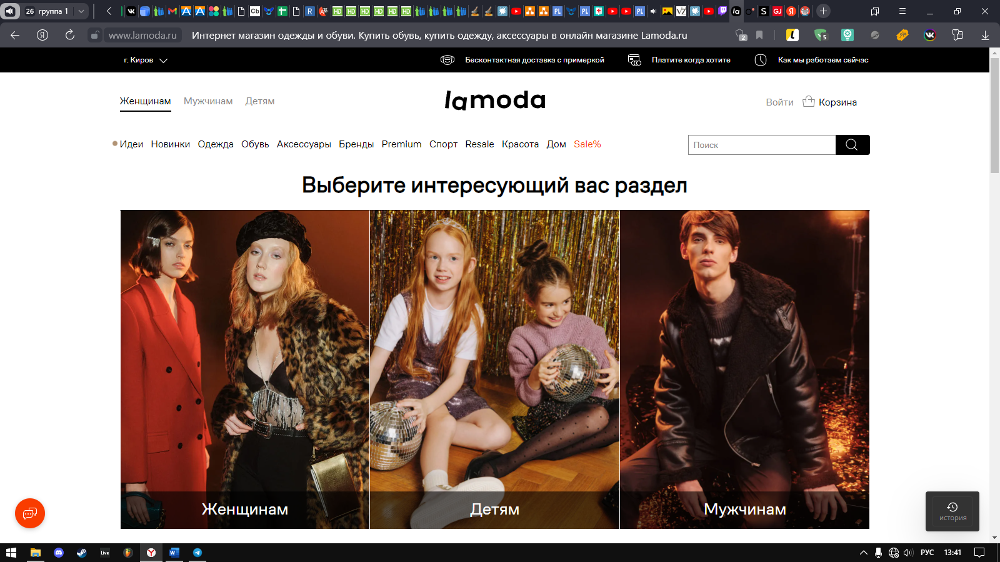 26 группа 1
www.lamoda.ru Интернет магазин одежды и обуви. Купить обувь, купить одежду, аксессуары в онлайн магазине Lamoda.ru
2
5
г. Киров
Бесконтактная доставка с примеркой
Платите когда хотите
Как мы работаем сейчас
Женщинам Мужчинам Детям
lamoda
Войти Корзина
Идеи Новинки Одежда Обувь Аксессуары Бренды Premium Спорт Resale Красота Дом Sale%
Поиск
Выберите интересующий вас раздел
Женщинам
Детям
Мужчинам
история
Live
РУС 13:41